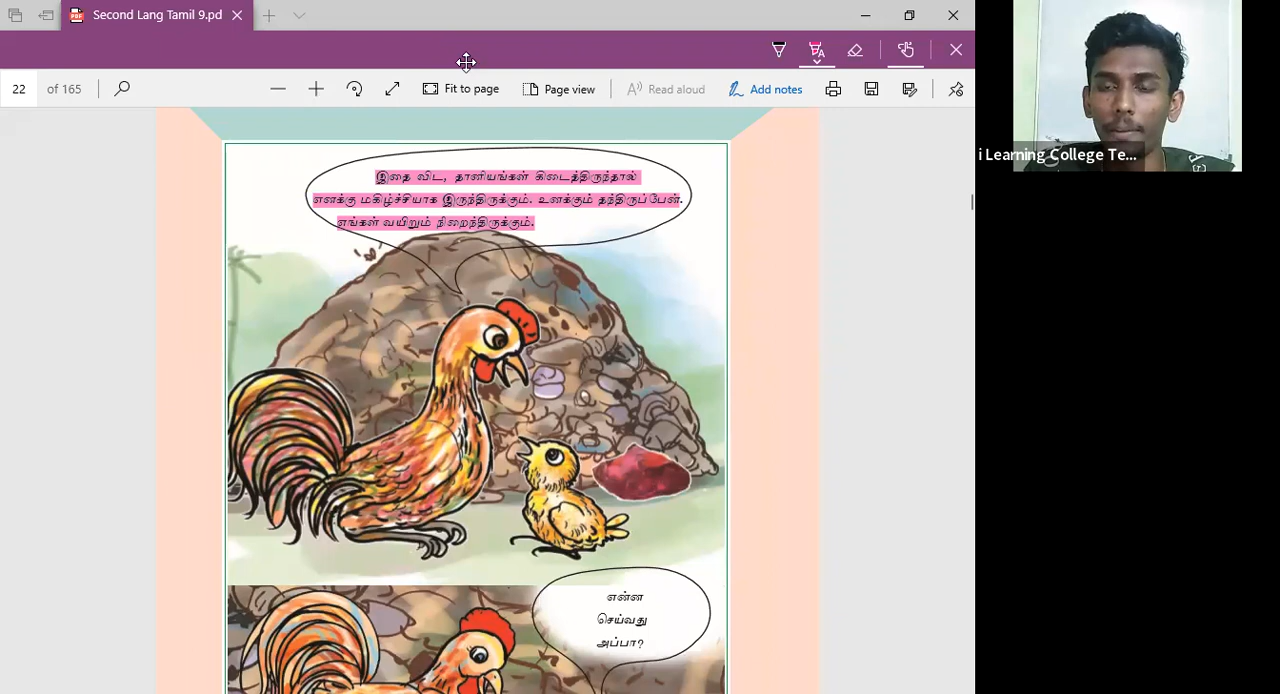 Second Lang Tamil 9.pd
22 of 165
Fit to page
Page view
Read aloud
Add notes
i Learning College Te...
இதை விட, தானியங்கள் கிடைத்திருந்தால்
எனக்கு மகிழ்ச்சியாக இருந்திருக்கும். உனக்கும் தந்திருப்பேன்.
எங்கள் வயிறும் நிறைந்திருக்கும்.
என்ன
செய்வது
அப்பா?